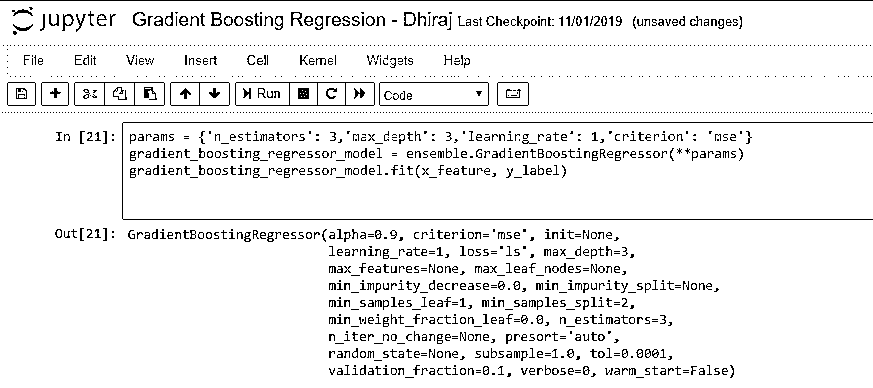 jupyter Gradient Boosting Regression - Dhiraj Last Checkpoint: 11/01/2019 (unsaved changes)
File Edit View Insert Cell Kernel Widgets Help
Run Code
In [21]: params = {'n_estimators': 3,'max_depth': 3,'learning_rate': 1,'criterion': 'mse'}
gradient_boosting_regressor_model = ensemble.GradientBoostingRegressor(**params)
gradient_boosting_regressor_model.fit(x_feature, y_label)
Out[21]: GradientBoostingRegressor(alpha=0.9, criterion='mse', init=None,
learning_rate=1, loss='ls', max_depth=3,
max_features=None, max_leaf_nodes=None,
min_impurity_decrease=0.0, min_impurity_split=None,
min_samples_leaf=1, min_samples_split=2,
min_weight_fraction_leaf=0.0, n_estimators=3,
n_iter_no_change=None, presort='auto',
random_state=None, subsample=1.0, tol=0.0001,
validation_fraction=0.1, verbose=0, warm_start=False)